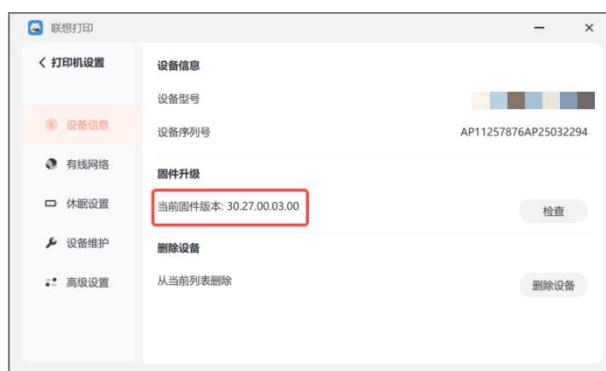 联想打印
打印机设置
设备信息
有线网络
休眠设置
设备维护
高级设置
设备信息
设备型号
设备序列号 AP11257876AP25032294
固件升级
当前固件版本: 30.27.00.03.00 检查
删除设备
从当前列表删除 删除设备